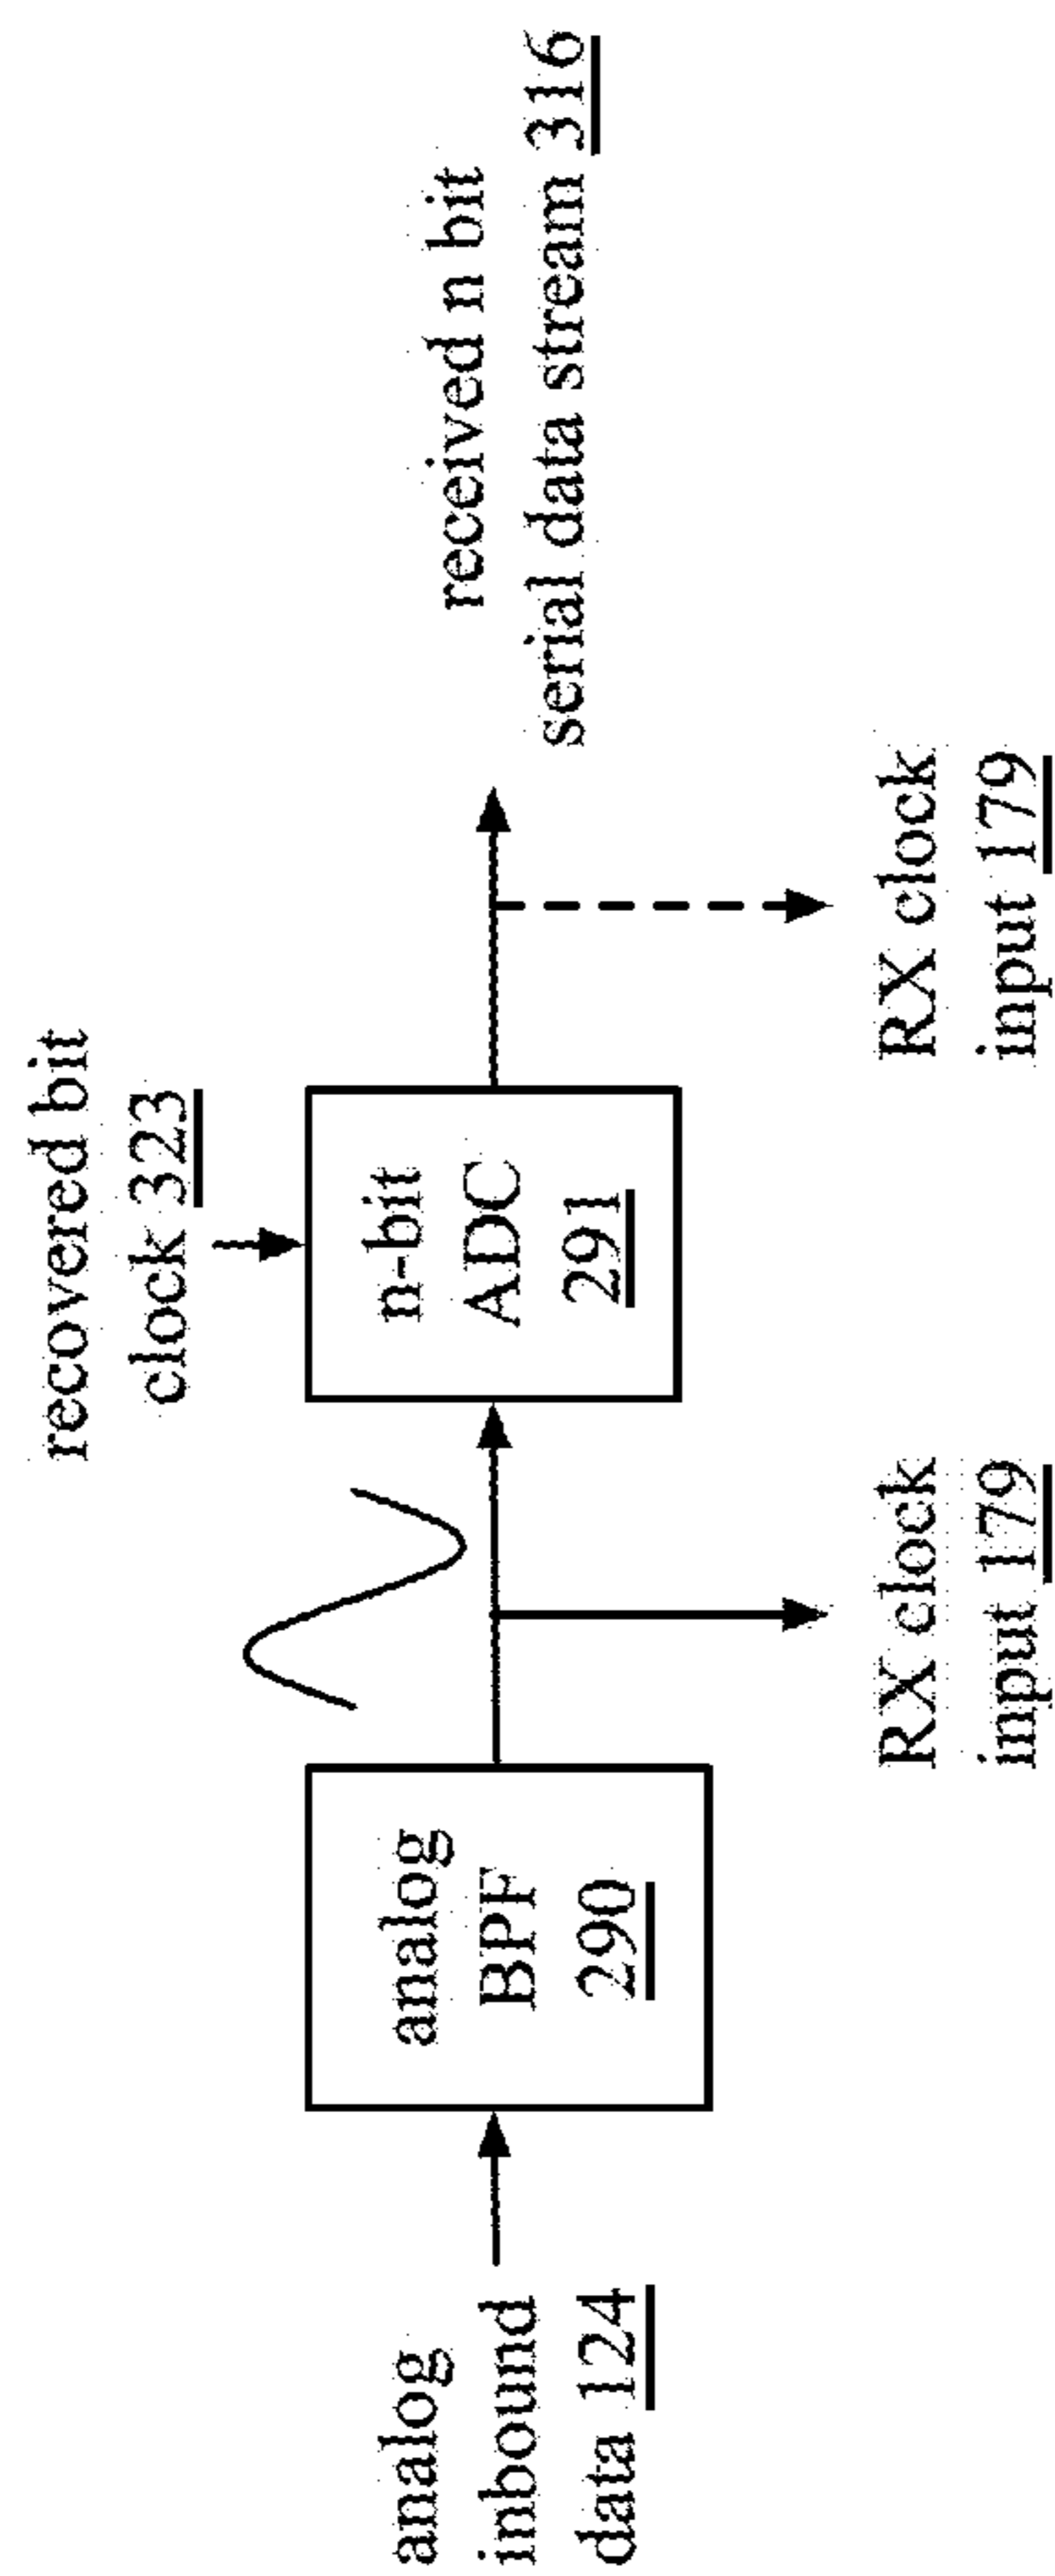 recovered bit
clock 323
analog
inbound
data 124
analog
BPF
290
n-bit
ADC
291
received n bit
serial data stream 316
RX clock
input 179
RX clock
input 179